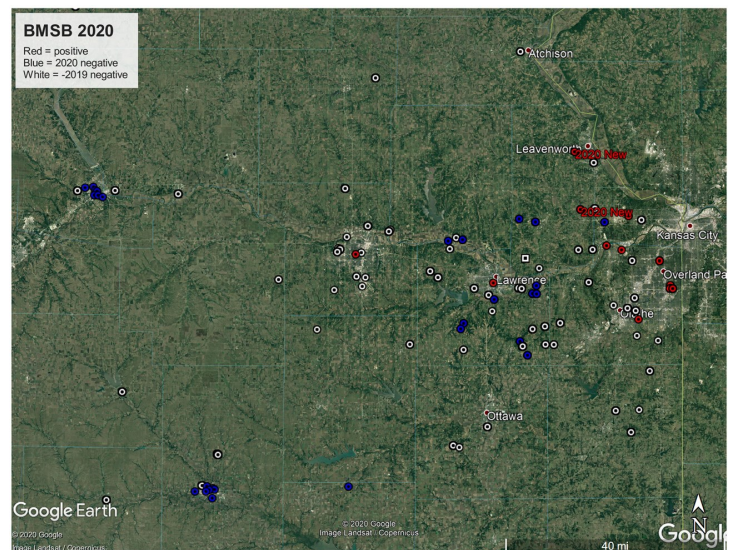 BMSB 2020
Red = positive
Blue = 2020 negative
White = -2019 negative
Atchison
Leavenworth
2020 New
2020 New
Kansas City
Lawrence
Overland Pa
Ottawa
Google Earth
© 2020 Google
Image Landsat / Copernicus
© 2020 Google
Image Landsat / Copernicus
N
Google
40 mi